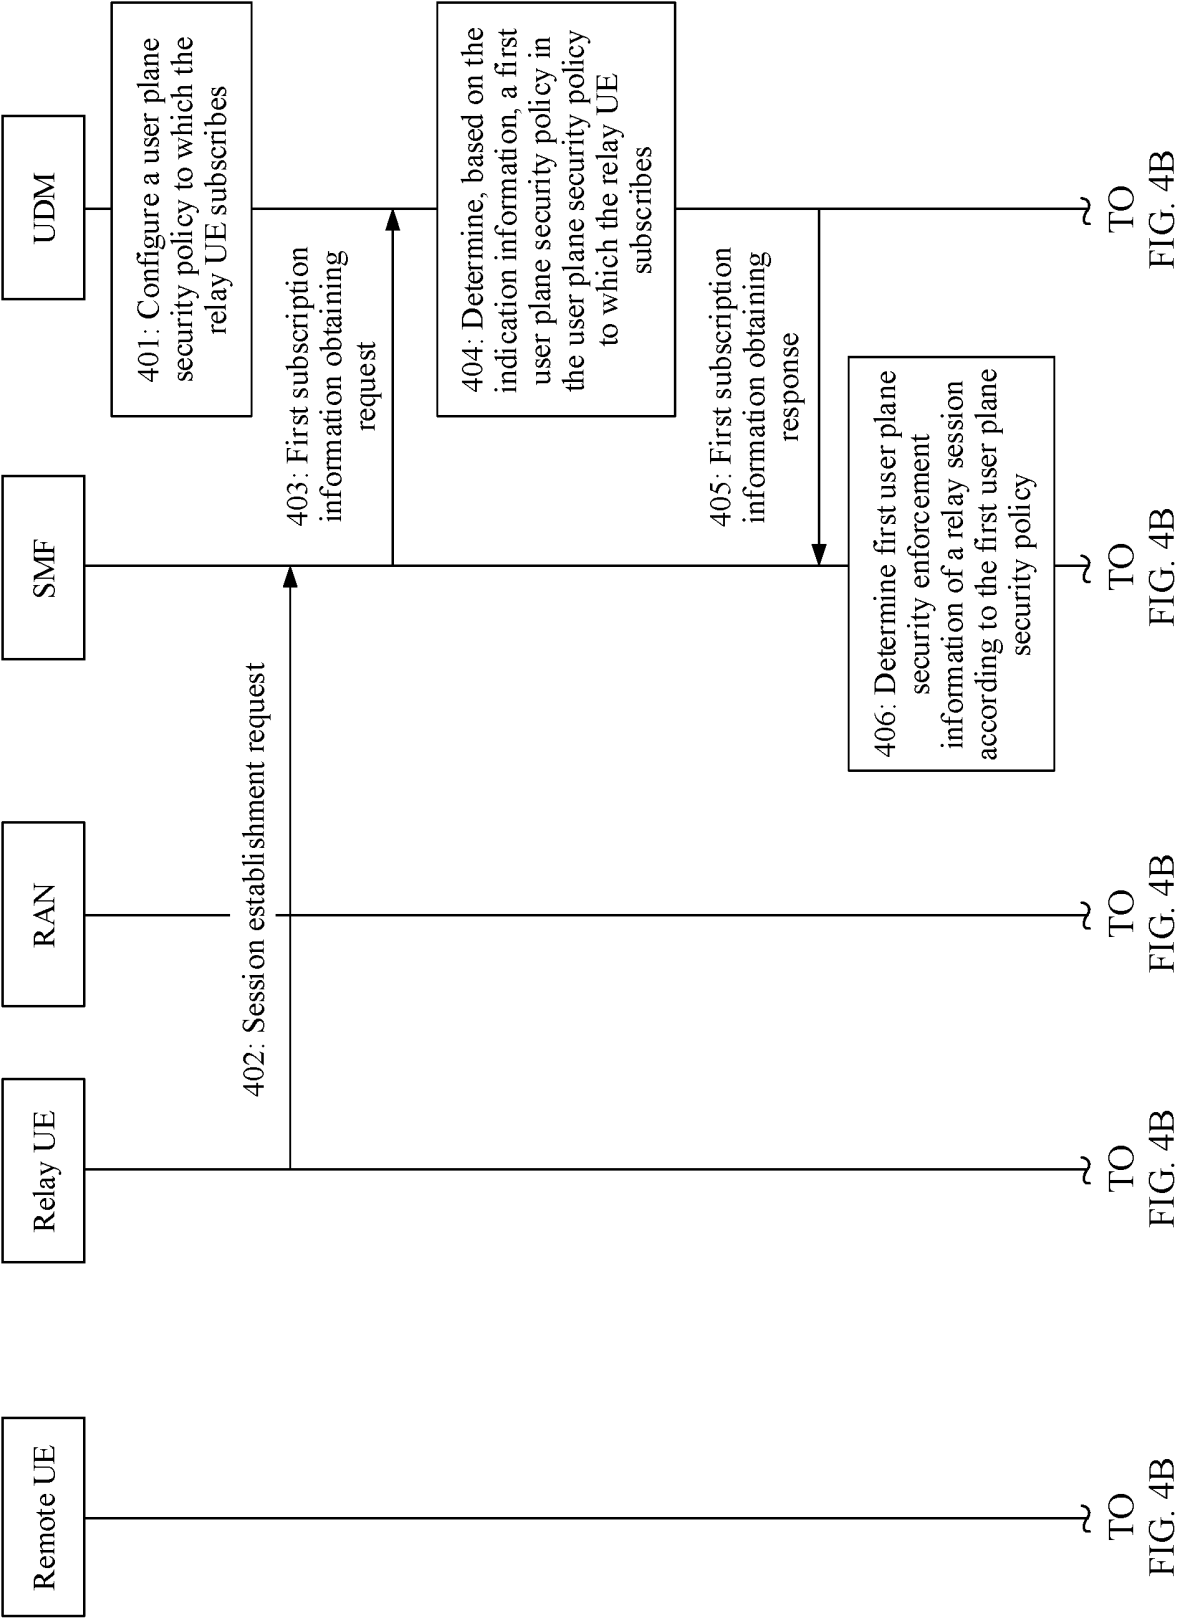 Remote UE
Relay UE
RAN
SMF
UDM
401: Configure a user plane
security policy to which the
relay UE subscribes
402: Session establishment request
403: First subscription
information obtaining
request
404: Determine, based on the
indication information, a first
user plane security policy in
the user plane security policy
to which the relay UE
subscribes
405: First subscription
information obtaining
response
406: Determine first user plane
security enforcement
information of a relay session
according to the first user plane
security policy
TO
FIG. 4B
TO
FIG. 4B
TO
FIG. 4B
TO
FIG. 4B
TO
FIG. 4B